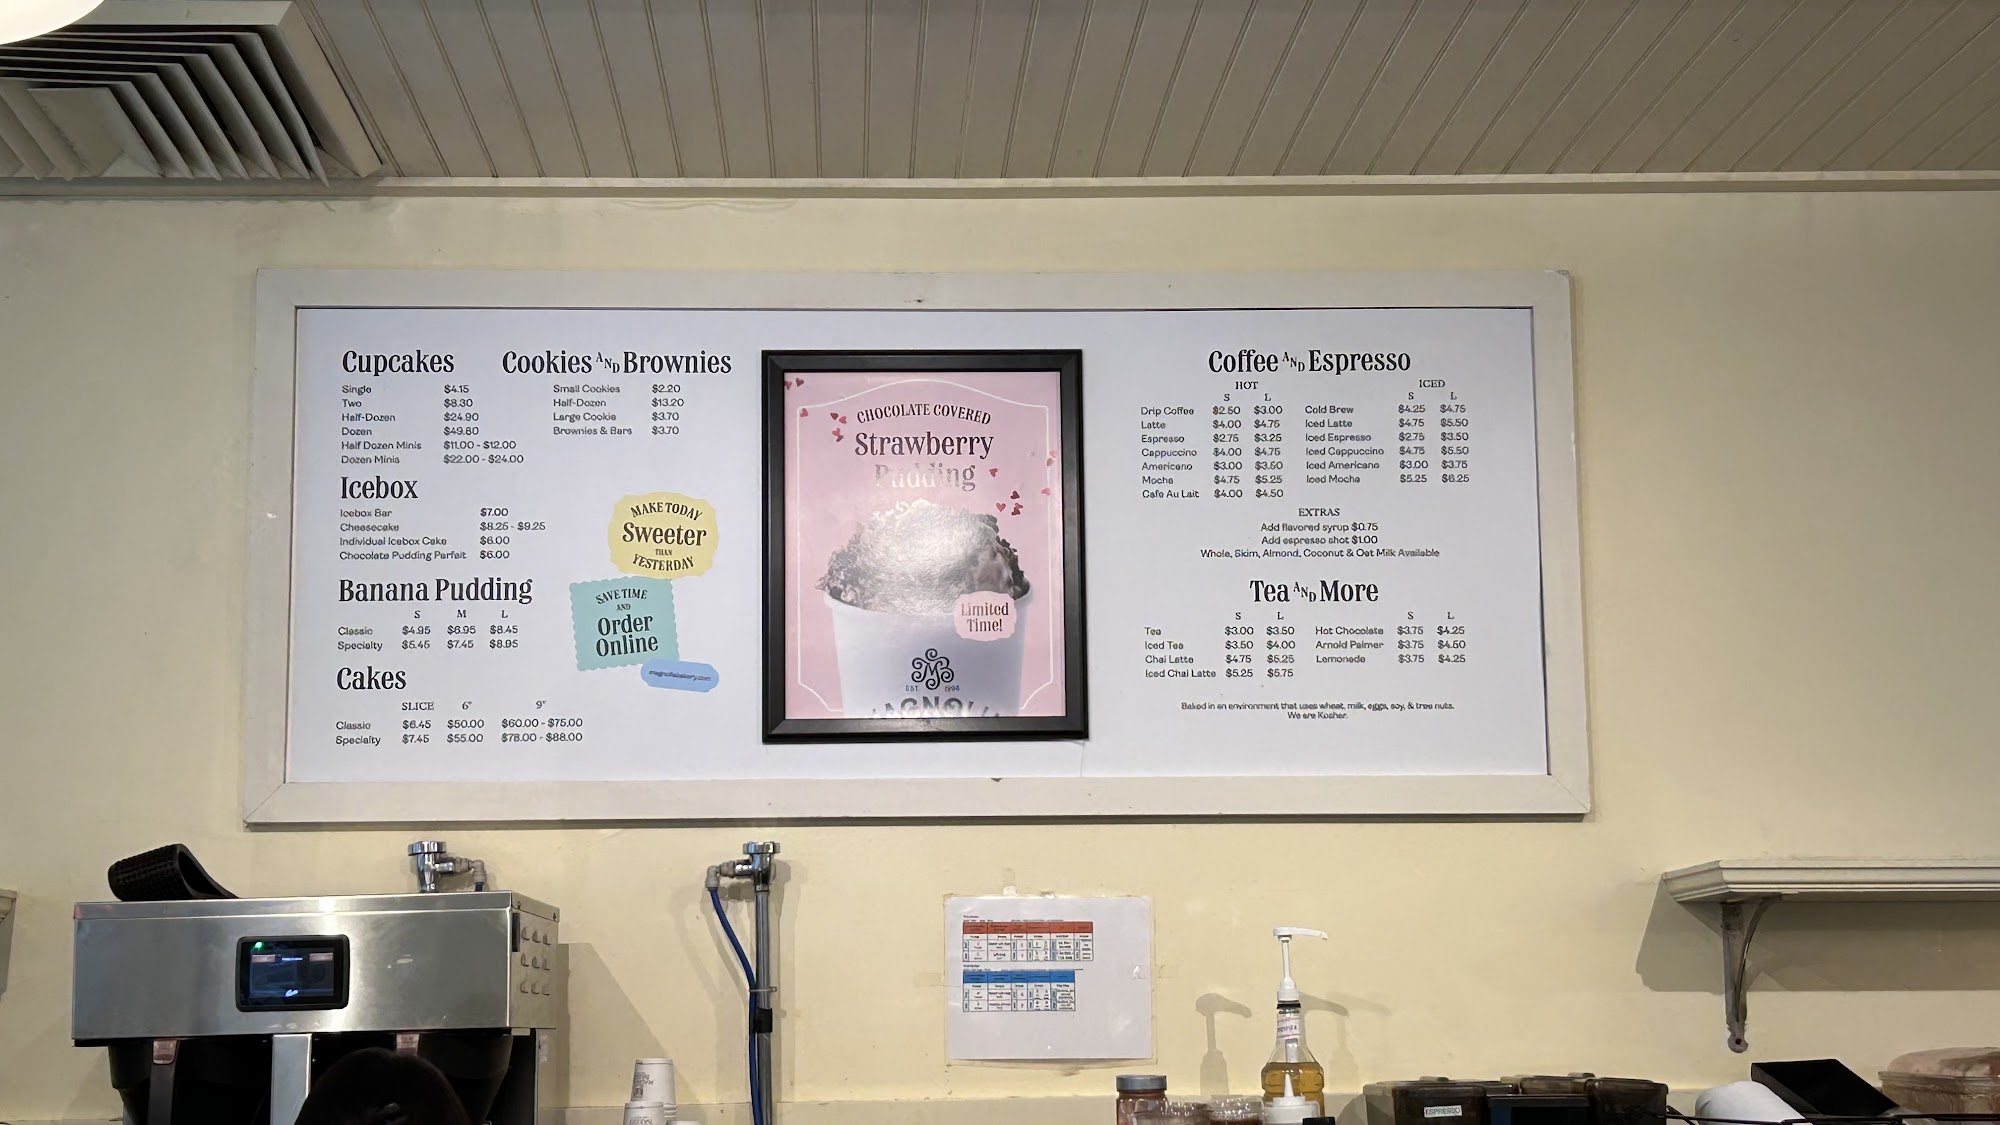 Cupcakes
Single $4.15
Two $8.30
Half-Dozen $24.90
Dozen $49.80
Half Dozen Minis $11.00 - $12.00
Dozen Minis $22.00 - $24.00
Cookies AND Brownies
Small Cookies $2.20
Half-Dozen $13.20
Large Cookie $3.70
Brownies & Bars $3.70
Icebox
Icebox Bar $7.00
Cheesecake $8.25 - $9.25
Individual Icebox Cake $6.00
Chocolate Pudding Parfait $6.00
Banana Pudding
S M L
Classic $4.95 $6.95 $8.45
Specialty $5.45 $7.45 $8.95
Cakes
SLICE 6" 9"
Classic $6.45 $50.00 $60.00 - $75.00
Specialty $7.45 $55.00 $78.00 - $88.00
MAKE TODAY
Sweeter
THAN
YESTERDAY
SAVE TIME
AND
Order
Online
magnoliabakery.com
CHOCOLATE COVERED
Strawberry
Pudding
Limited
Time!
M
EST. 1996
MAGNOLIA
Coffee AND Espresso
HOT
S L
Drip Coffee $2.50 $3.00
Latte $4.00 $4.75
Espresso $2.75 $3.25
Cappuccino $4.00 $4.75
Americano $3.00 $3.50
Mocha $4.75 $5.25
Cafe Au Lait $4.00 $4.50
ICED
S L
Cold Brew $4.25 $4.75
Iced Latte $4.75 $5.50
Iced Espresso $2.75 $3.50
Iced Cappuccino $4.75 $5.50
Iced Americano $3.00 $3.75
Iced Mocha $5.25 $6.25
EXTRAS
Add flavored syrup $0.75
Add espresso shot $1.00
Whole, Skim, Almond, Coconut & Oat Milk Available
Tea AND More
S L
Tea $3.00 $3.50
Iced Tea $3.50 $4.00
Chai Latte $4.75 $5.25
Iced Chai Latte $5.25 $5.75
S L
Hot Chocolate $3.75 $4.25
Arnold Palmer $3.75 $4.50
Lemonade $3.75 $4.25
Baked in an environment that uses wheat, milk, eggs, soy, & tree nuts.
We are Kosher.
ESPRESSO